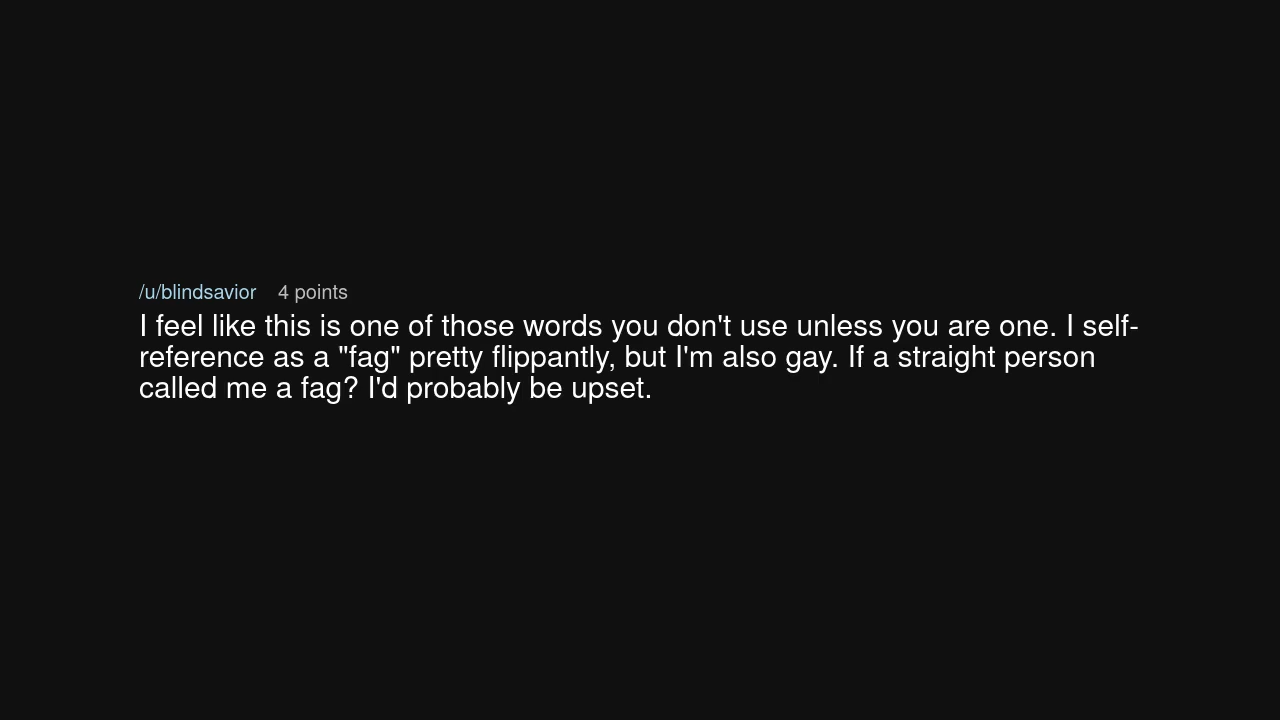 /u/blindsavior 4 points
I feel like this is one of those words you don't use unless you are one. I self-
reference as a "fag" pretty flippantly, but I'm also gay. If a straight person
called me a fag? I'd probably be upset.